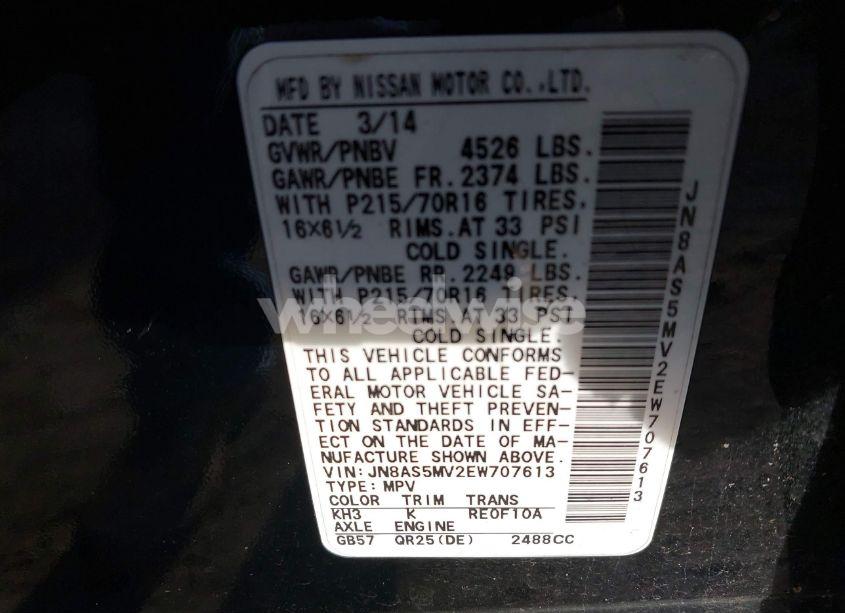 MFD BY NISSAN MOTOR CO.,LTD.
DATE 3/14
GVWR/PNBV 4526 LBS.
GAWR/PNBE FR.2374 LBS.
WITH P215/70R16 TIRES.
16×6½ RIMS.AT 33 PSI
COLD SINGLE.
GAWR/PNBE RR.2249 LBS.
WITH P215/70R16 TIRES.
16×6½ RIMS AT 33 PSI
COLD SINGLE.
wheelwise
THIS VEHICLE CONFORMS
TO ALL APPLICABLE FED-
ERAL MOTOR VEHICLE SA-
FETY AND THEFT PREVEN-
TION STANDARDS IN EFF-
ECT ON THE DATE OF MA-
NUFACTURE SHOWN ABOVE.
VIN:JN8AS5MV2EW707613
TYPE:MPV
COLOR TRIM TRANS
KH3 K RE0F10A
AXLE ENGINE
GB57 QR25(DE) 2488CC
JN8AS5MV2EW707613